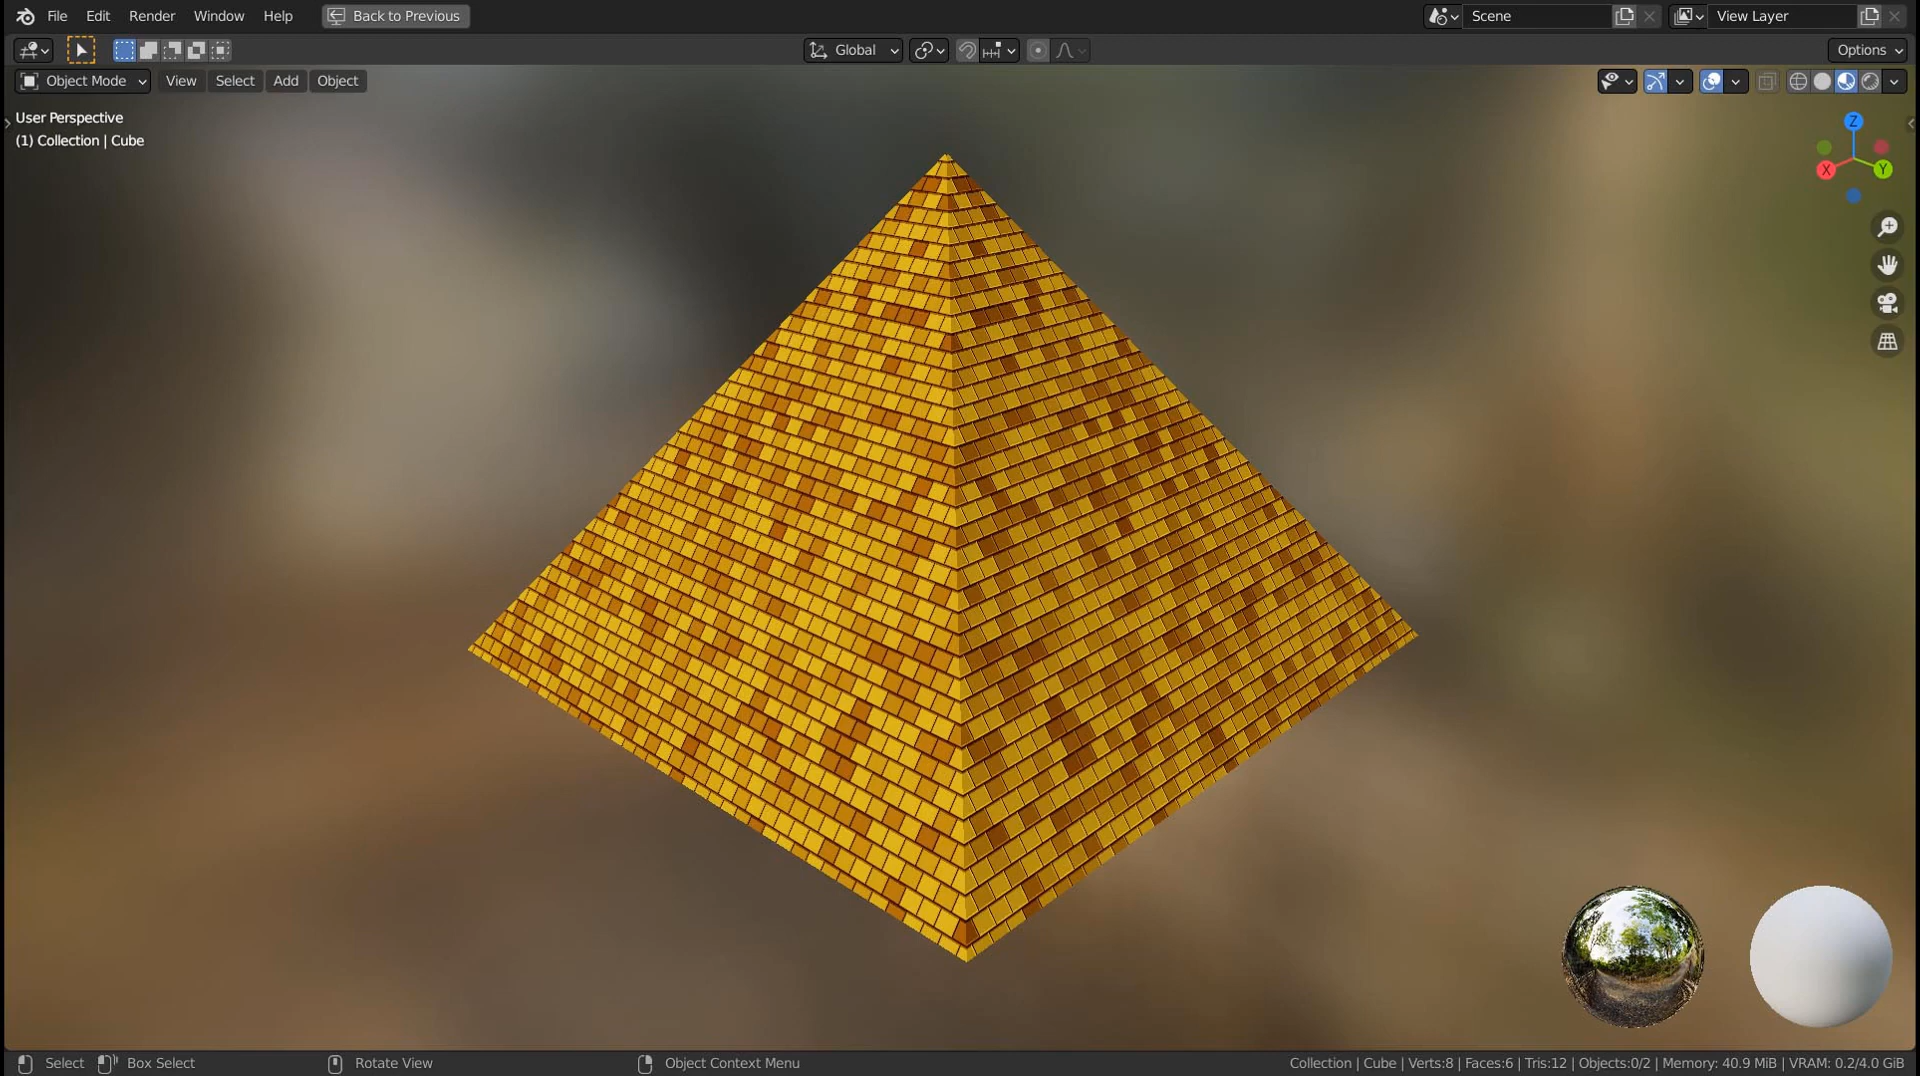 File Edit Render Window Help Back to Previous Scene View Layer
Global Options
Object Mode View Select Add Object
User Perspective
(1) Collection | Cube
Z
X Y
Select Box Select Rotate View Object Context Menu Collection | Cube | Verts:8 | Faces:6 | Tris:12 | Objects:0/2 | Memory: 40.9 MiB | VRAM: 0.2/4.0 GiB